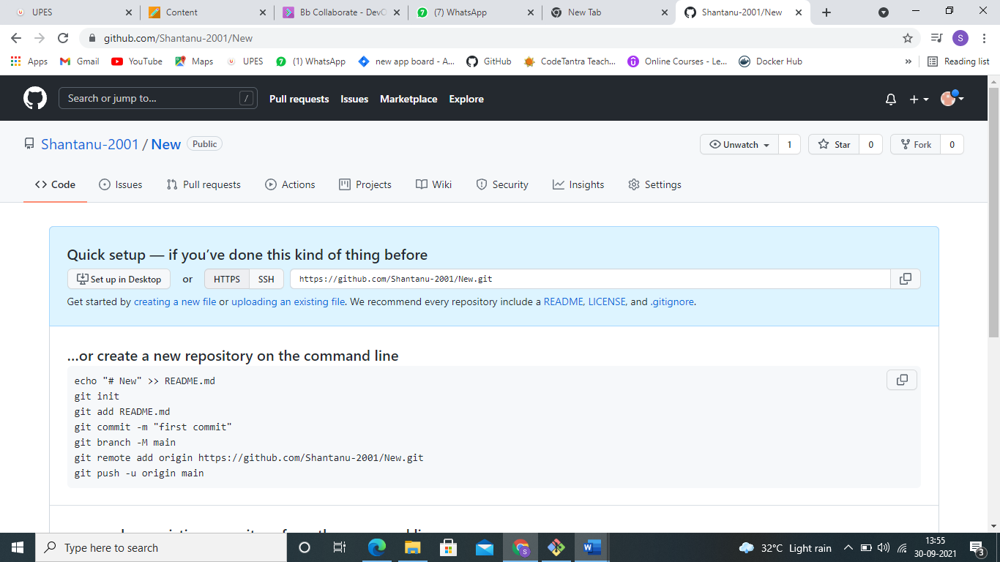 UPES
Content
Bb Collaborate - DevO
(7) WhatsApp
New Tab
Shantanu-2001/New
github.com/Shantanu-2001/New
S
Apps
Gmail
YouTube
Maps
UPES
(1) WhatsApp
new app board - A...
GitHub
CodeTantra Teach...
Online Courses - Le...
Docker Hub
»
Reading list
Search or jump to...
/
Pull requests
Issues
Marketplace
Explore
Shantanu-2001 / New
Public
Unwatch
1
Star
0
Fork
0
Code
Issues
Pull requests
Actions
Projects
Wiki
Security
Insights
Settings
Quick setup — if you’ve done this kind of thing before
Set up in Desktop
or
HTTPS
SSH
https://github.com/Shantanu-2001/New.git
Get started by creating a new file or uploading an existing file. We recommend every repository include a README, LICENSE, and .gitignore.
…or create a new repository on the command line
echo "# New" >> README.md
git init
git add README.md
git commit -m "first commit"
git branch -M main
git remote add origin https://github.com/Shantanu-2001/New.git
git push -u origin main
Type here to search
32°C Light rain
13:55
30-09-2021
3